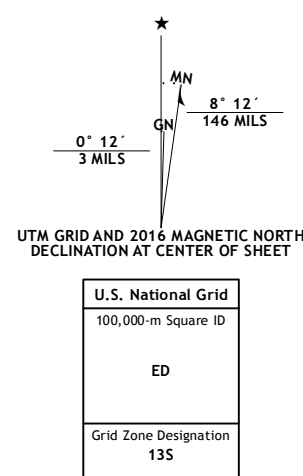 ★
MN
GN
8° 12´
146 MILS
0° 12´
3 MILS
UTM GRID AND 2016 MAGNETIC NORTH
DECLINATION AT CENTER OF SHEET
U.S. National Grid
100,000-m Square ID
ED
Grid Zone Designation
13S